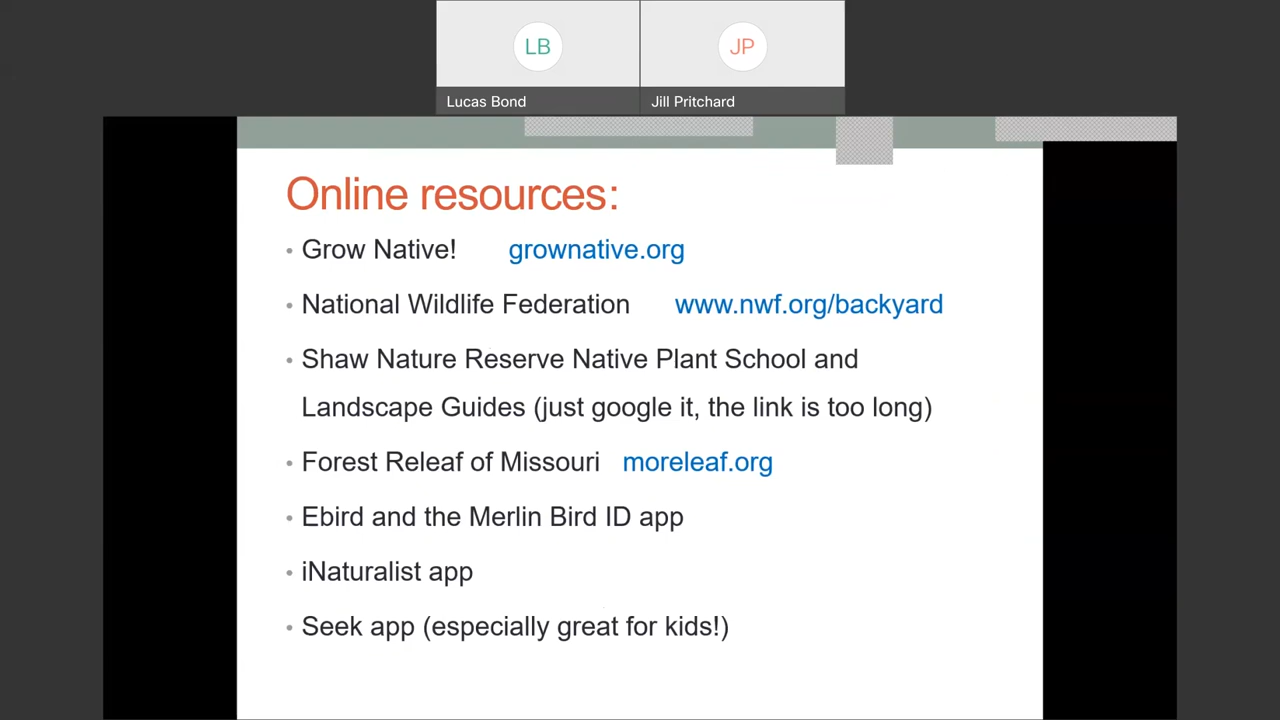 LB
JP
Lucas Bond
Jill Pritchard
Online resources:
• Grow Native! grownative.org
• National Wildlife Federation www.nwf.org/backyard
• Shaw Nature Reserve Native Plant School and
Landscape Guides (just google it, the link is too long)
• Forest Releaf of Missouri moreleaf.org
• Ebird and the Merlin Bird ID app
• iNaturalist app
• Seek app (especially great for kids!)